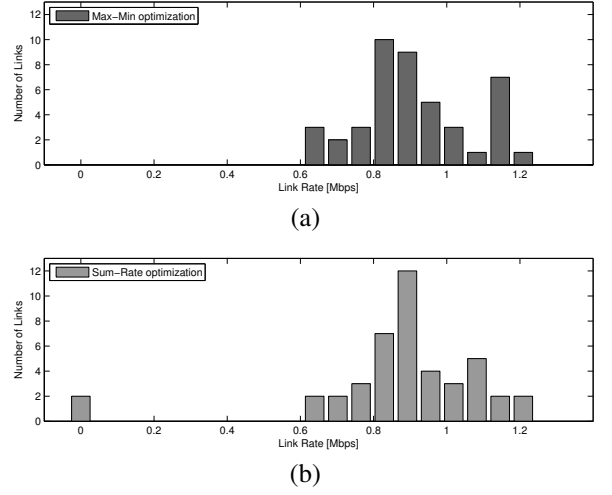 Max−Min optimization
12
10
8
6
4
2
0
Number of Links
0 0.2 0.4 0.6 0.8 1 1.2
Link Rate [Mbps]
(a)
Sum−Rate optimization
12
10
8
6
4
2
0
Number of Links
0 0.2 0.4 0.6 0.8 1 1.2
Link Rate [Mbps]
(b)